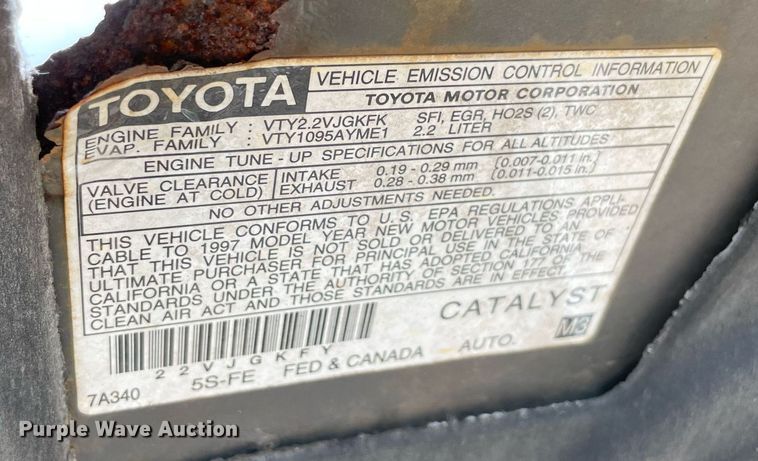 TOYOTA
VEHICLE EMISSION CONTROL INFORMATION
TOYOTA MOTOR CORPORATION
ENGINE FAMILY : VTY2.2VJGKFK SFI, EGR, HO2S (2), TWC
EVAP. FAMILY : VTY1095AYME1 2.2 LITER
ENGINE TUNE - UP SPECIFICATIONS FOR ALL ALTITUDES
VALVE CLEARANCE INTAKE 0.19 - 0.29 mm (0.007-0.011 in.)
(ENGINE AT COLD) EXHAUST 0.28 - 0.38 mm (0.011-0.015 in.)
NO OTHER ADJUSTMENTS NEEDED.
THIS VEHICLE CONFORMS TO U.S. EPA REGULATIONS APPLI-
CABLE TO 1997 MODEL YEAR NEW MOTOR VEHICLES PROVIDED
THAT THIS VEHICLE IS NOT SOLD OR DELIVERED TO AN
ULTIMATE PURCHASER FOR PRINCIPAL USE IN THE STATE OF
CALIFORNIA OR A STATE THAT HAS ADOPTED CALIFORNIA
STANDARDS UNDER THE AUTHORITY OF SECTION 177 OF THE
CLEAN AIR ACT AND THOSE STANDARDS ARE IN EFFECT.
CATALYST
22VJGKFY
7A340 5S-FE FED & CANADA AUTO. M3
Purple Wave Auction